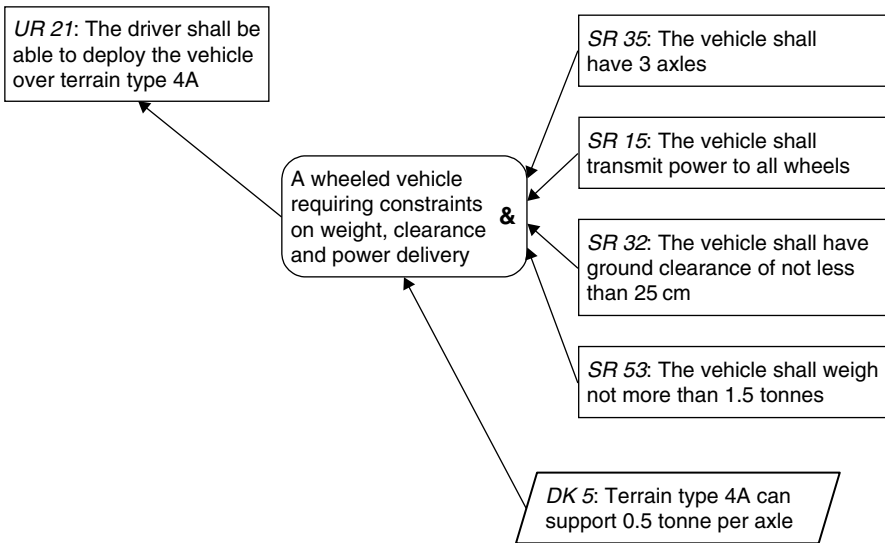 UR 21: The driver shall be
able to deploy the vehicle
over terrain type 4A
SR 35: The vehicle shall
have 3 axles
SR 15: The vehicle shall
transmit power to all wheels
A wheeled vehicle
requiring constraints
on weight, clearance
and power delivery
&
SR 32: The vehicle shall have
ground clearance of not less
than 25 cm
SR 53: The vehicle shall weigh
not more than 1.5 tonnes
DK 5: Terrain type 4A can
support 0.5 tonne per axle